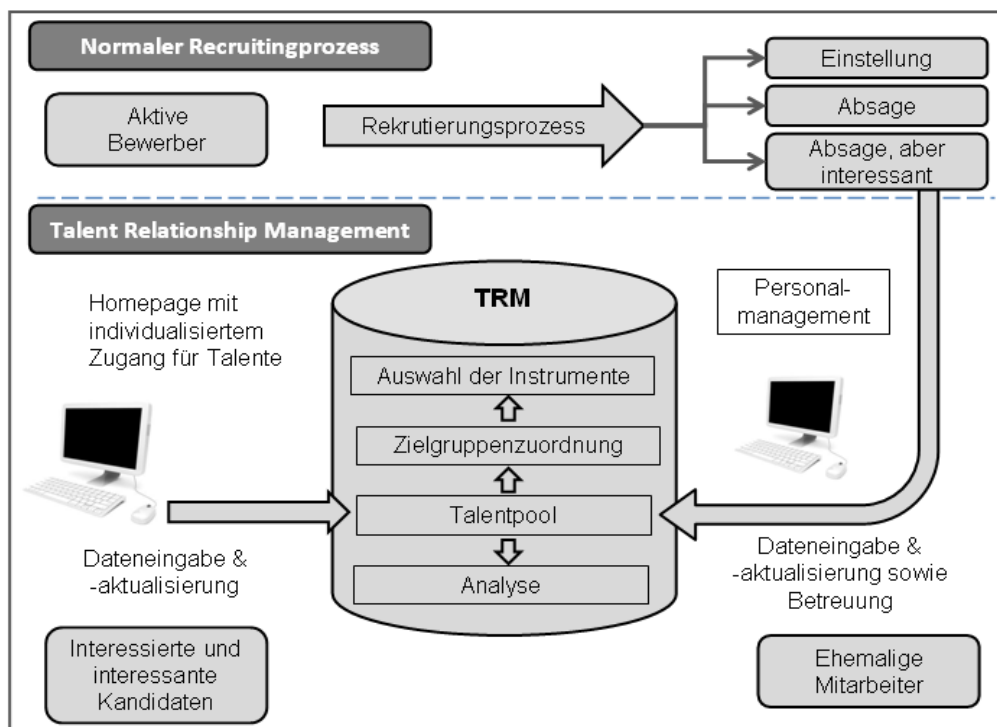 Normaler Recruitingprozess
Aktive
Bewerber
Rekrutierungsprozess
Einstellung
Absage
Absage, aber
interessant
Talent Relationship Management
Homepage mit
individualisiertem
Zugang für Talente
TRM
Auswahl der Instrumente
Zielgruppenzuordnung
Talentpool
Analyse
Personal-
management
Dateneingabe &
-aktualisierung
Dateneingabe &
-aktualisierung sowie
Betreuung
Interessierte und
interessante
Kandidaten
Ehemalige
Mitarbeiter